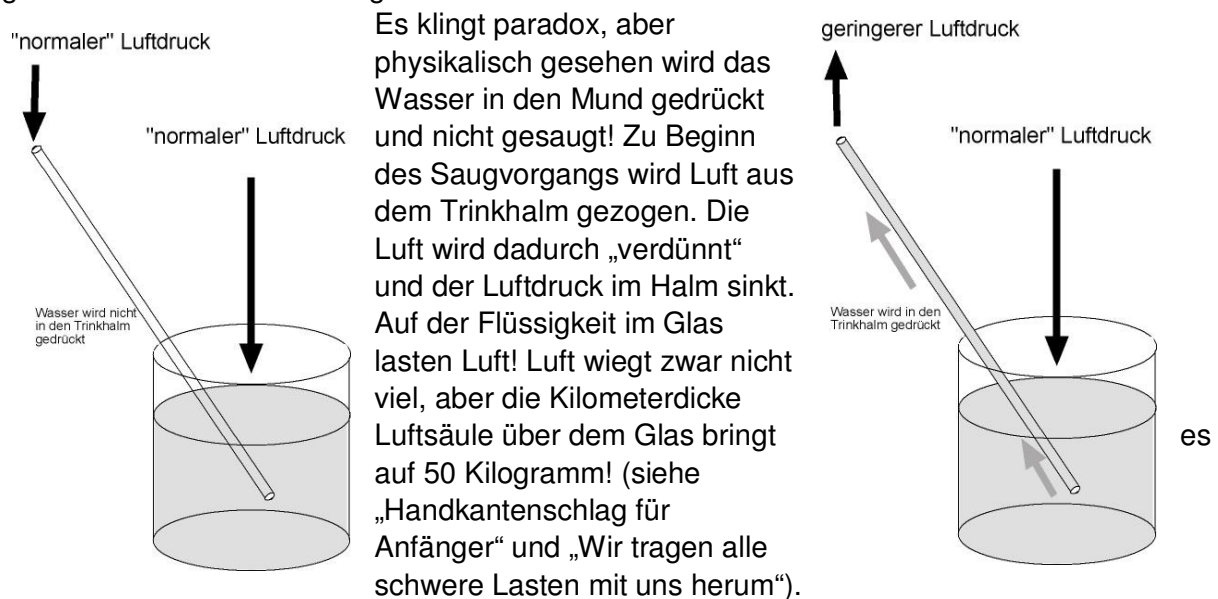 "normaler" Luftdruck
"normaler" Luftdruck
Wasser wird nicht
in den Trinkhalm
gedrückt
Es klingt paradox, aber
physikalisch gesehen wird das
Wasser in den Mund gedrückt
und nicht gesaugt! Zu Beginn
des Saugvorgangs wird Luft aus
dem Trinkhalm gezogen. Die
Luft wird dadurch „verdünnt“
und der Luftdruck im Halm sinkt.
Auf der Flüssigkeit im Glas
lasten Luft! Luft wiegt zwar nicht
viel, aber die Kilometerdicke
Luftsäule über dem Glas bringt es
auf 50 Kilogramm! (siehe
„Handkantenschlag für
Anfänger“ und „Wir tragen alle
schwere Lasten mit uns herum“).
geringerer Luftdruck
"normaler" Luftdruck
Wasser wird in den
Trinkhalm gedrückt